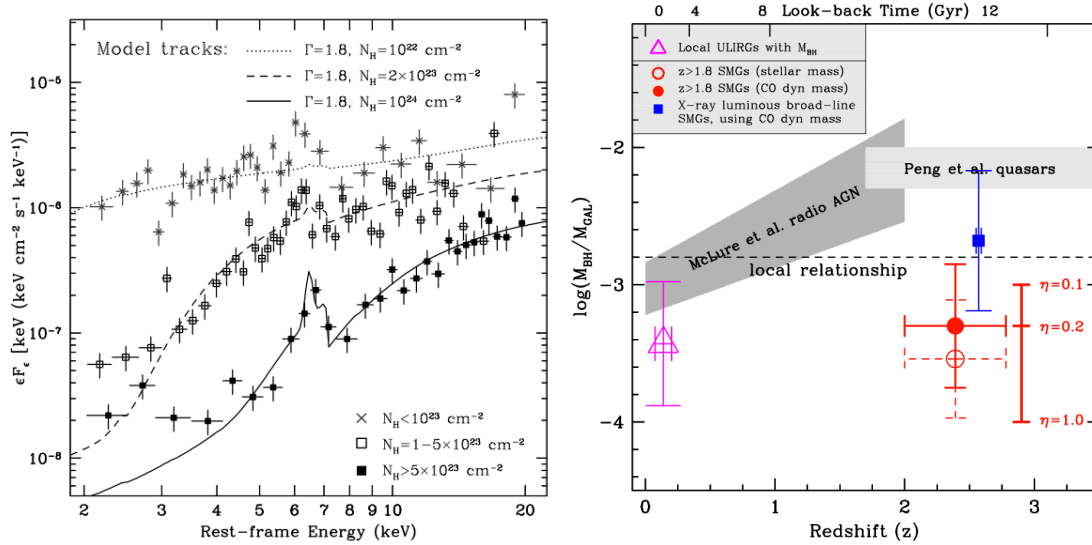 Model tracks:
Γ=1.8, N_H=10^22 cm^-2
Γ=1.8, N_H=2×10^23 cm^-2
Γ=1.8, N_H=10^24 cm^-2
10^-5
10^-6
10^-7
10^-8
εF_ε [keV cm^-2 s^-1 keV^-1]
N_H<10^23 cm^-2
N_H=1-5×10^23 cm^-2
N_H>5×10^23 cm^-2
2 3 4 5 6 7 8 9 10 20
Rest-frame Energy (keV)
Look-back Time (Gyr)
0 4 8 12
Local ULIRGs with M_BH
z>1.8 SMGs (stellar mass)
z>1.8 SMGs (CO dyn mass)
X-ray luminous broad-line
SMGs, using CO dyn mass
-2
-3
-4
log(M_BH/M_GAL)
McLure et al. radio AGN
Peng et al. quasars
local relationship
η=0.1
η=0.2
η=1.0
0 1 2 3
Redshift (z)